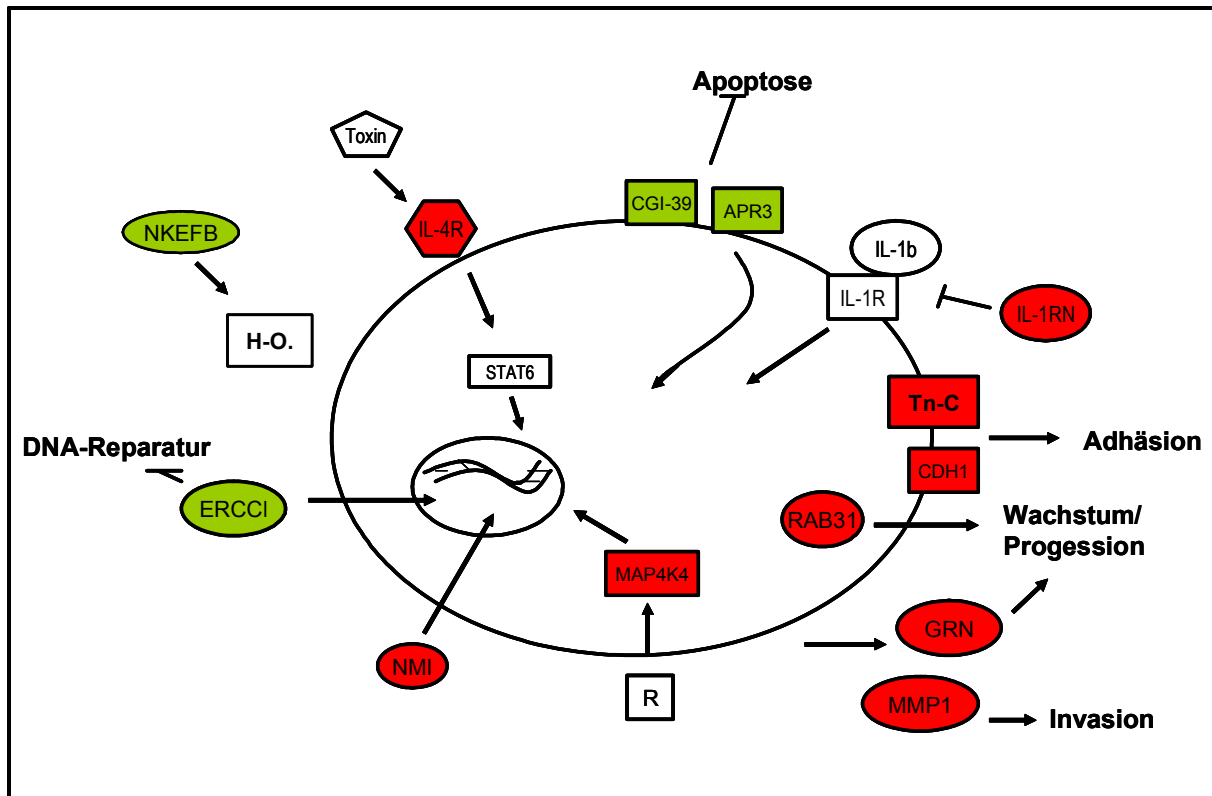 Apoptose
Toxin
CGI-39
APR3
NKEFB
IL-4R
IL-1b
IL-1R
IL-1RN
H-O.
STAT6
Tn-C
DNA-Reparatur
Adhäsion
CDH1
ERCCI
RAB31
Wachstum/
Progession
MAP4K4
GRN
NMI
R
MMP1
Invasion